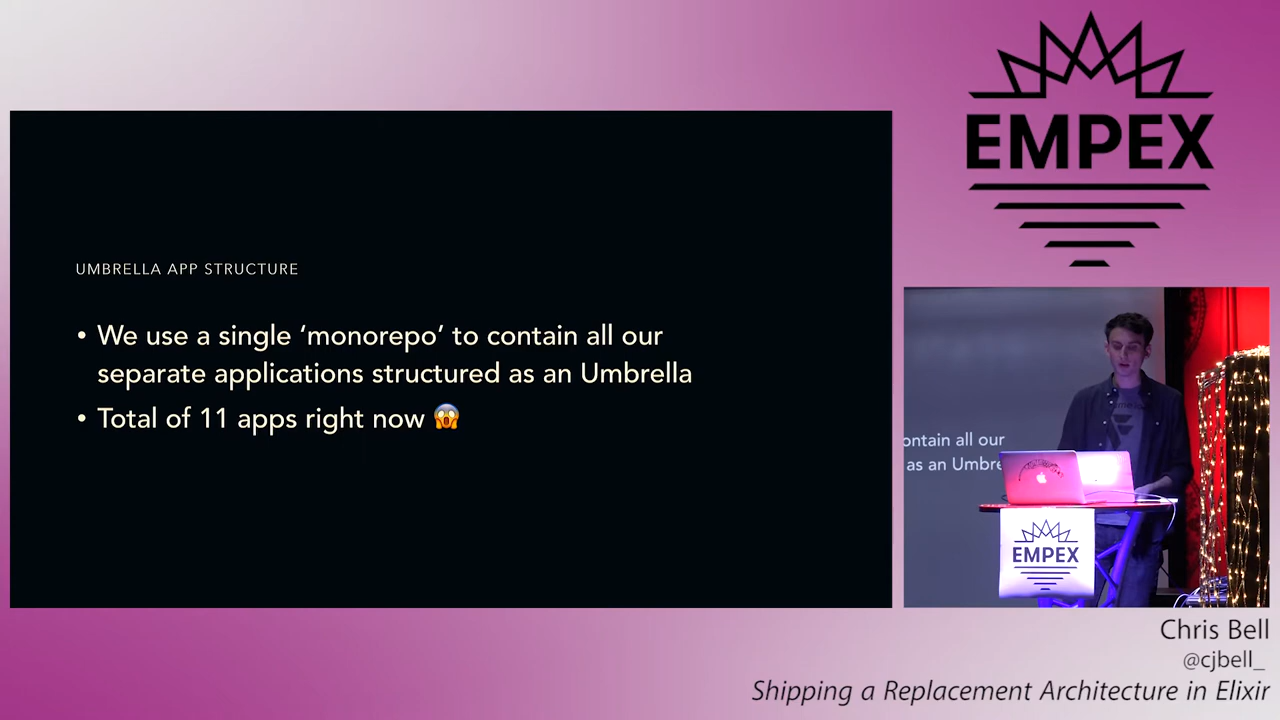 EMPEX
UMBRELLA APP STRUCTURE
• We use a single ‘monorepo’ to contain all our
separate applications structured as an Umbrella
• Total of 11 apps right now 😱
ontain all our
as an Umbre
EMPEX
Chris Bell
@cjbell_
Shipping a Replacement Architecture in Elixir